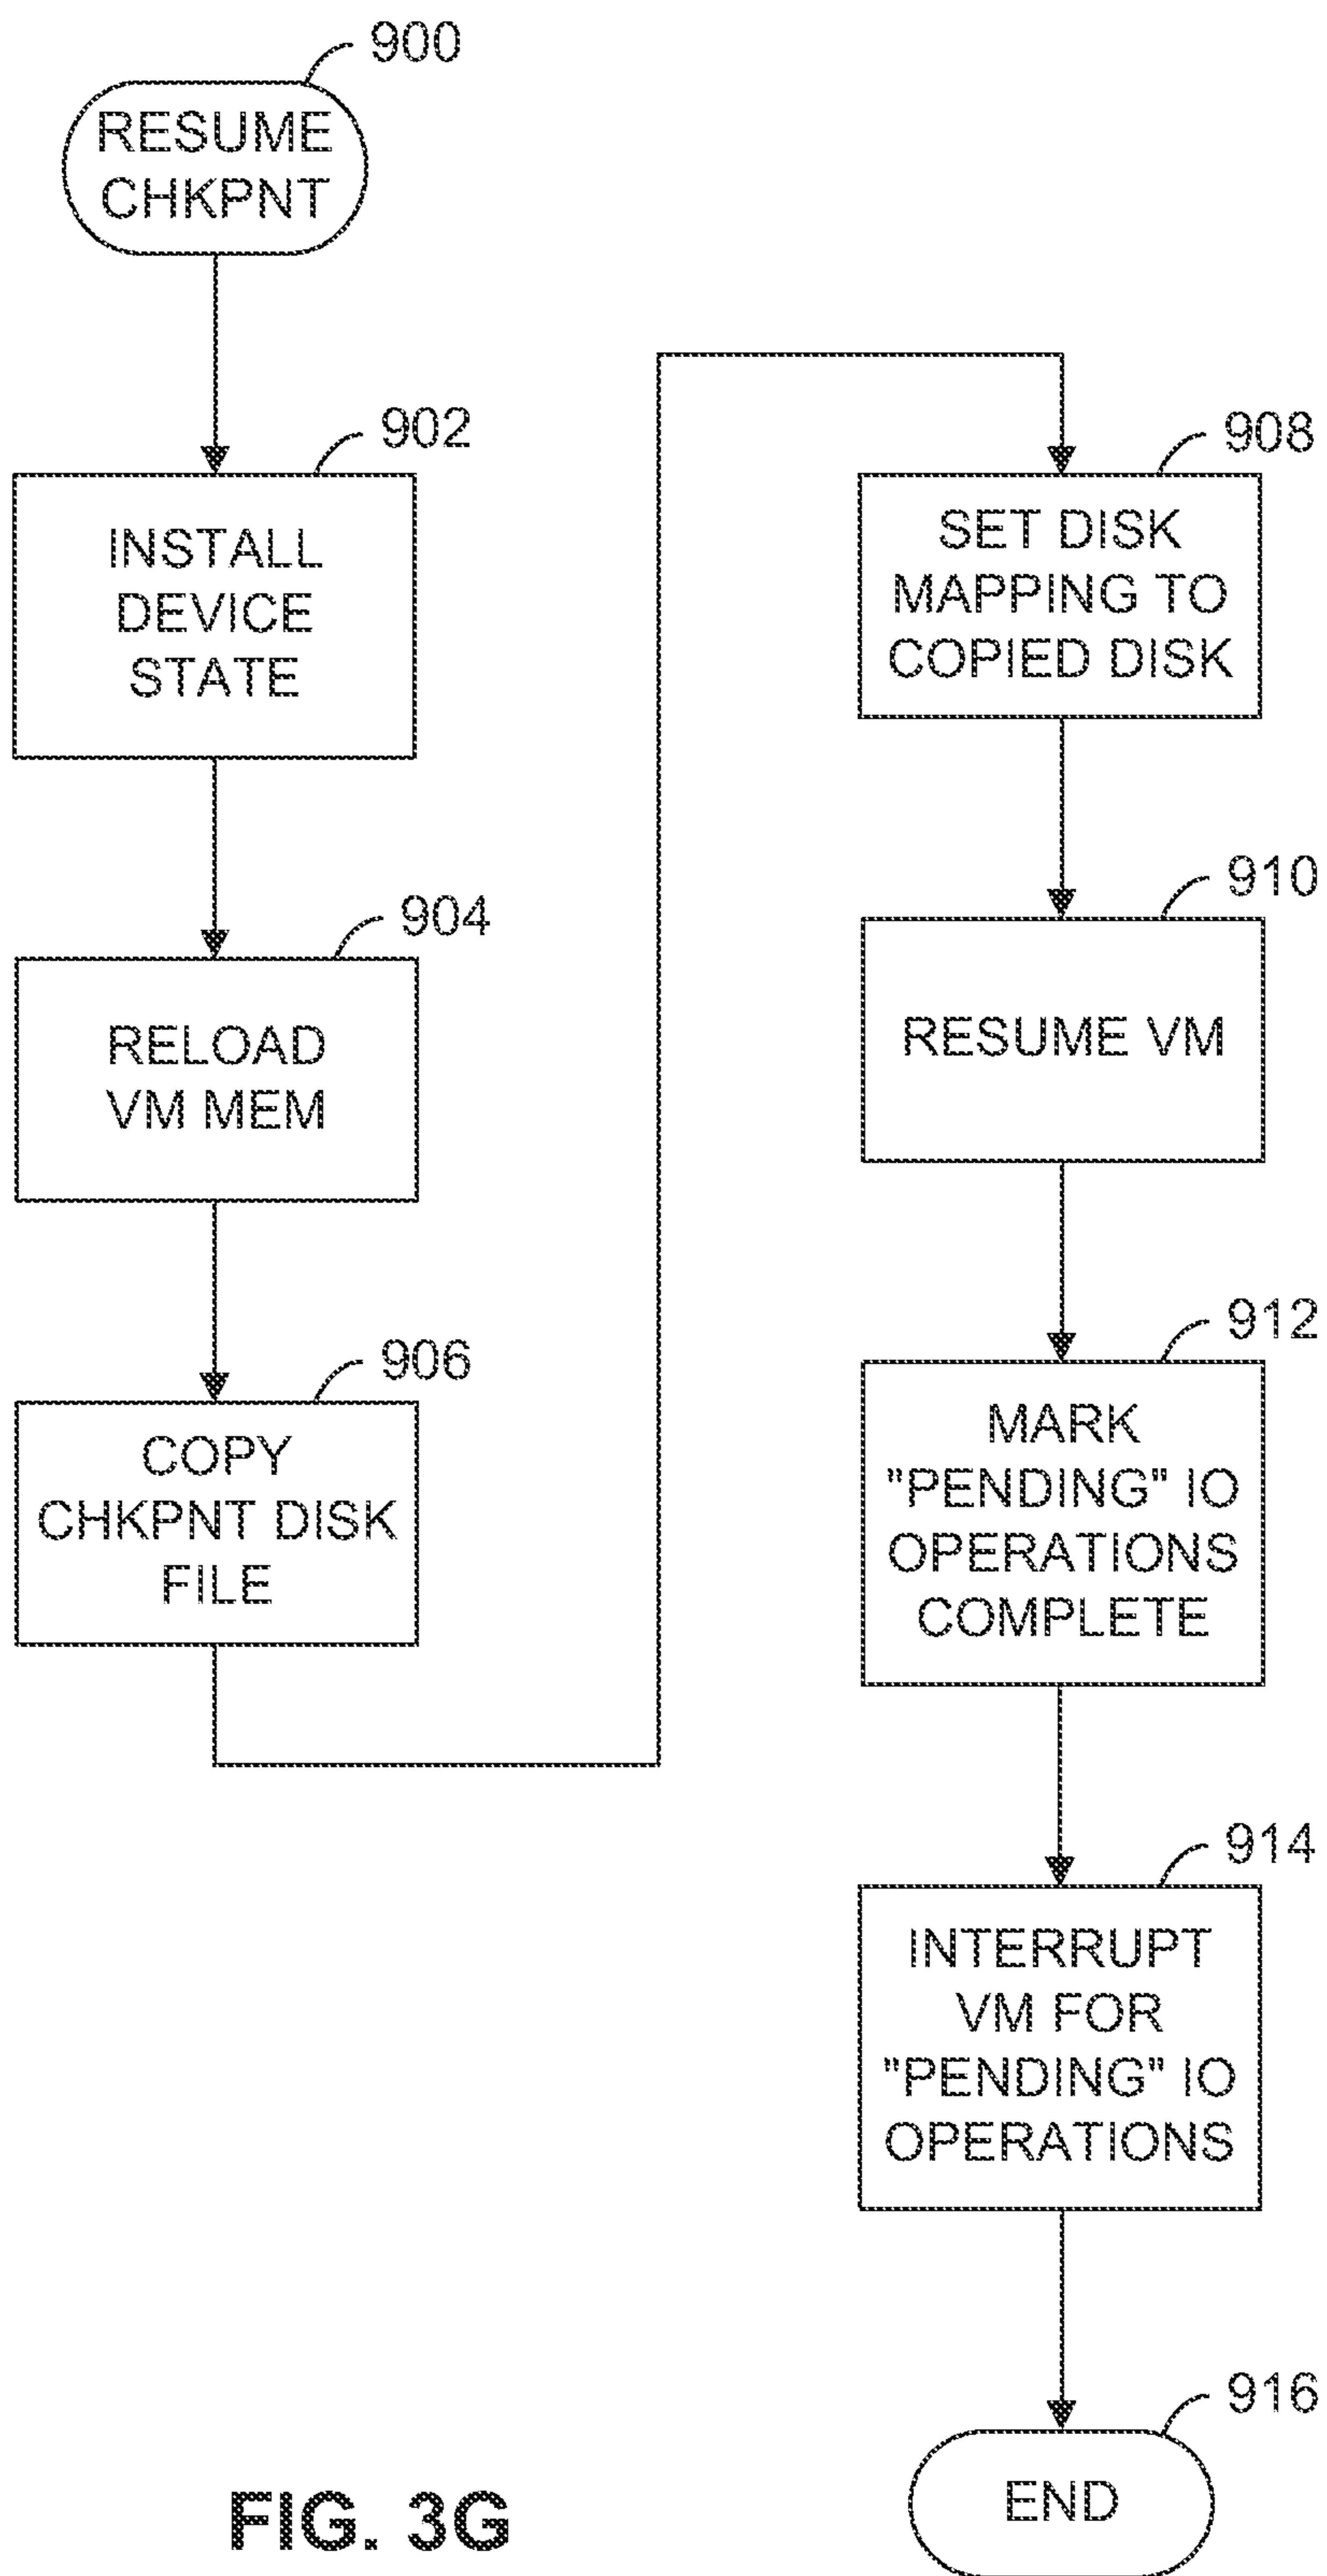 900
RESUME
CHKPNT
902
INSTALL
DEVICE
STATE
904
RELOAD
VM MEM
906
COPY
CHKPNT DISK
FILE
908
SET DISK
MAPPING TO
COPIED DISK
910
RESUME VM
912
MARK
"PENDING" IO
OPERATIONS
COMPLETE
914
INTERRUPT
VM FOR
"PENDING" IO
OPERATIONS
916
END
FIG. 3G